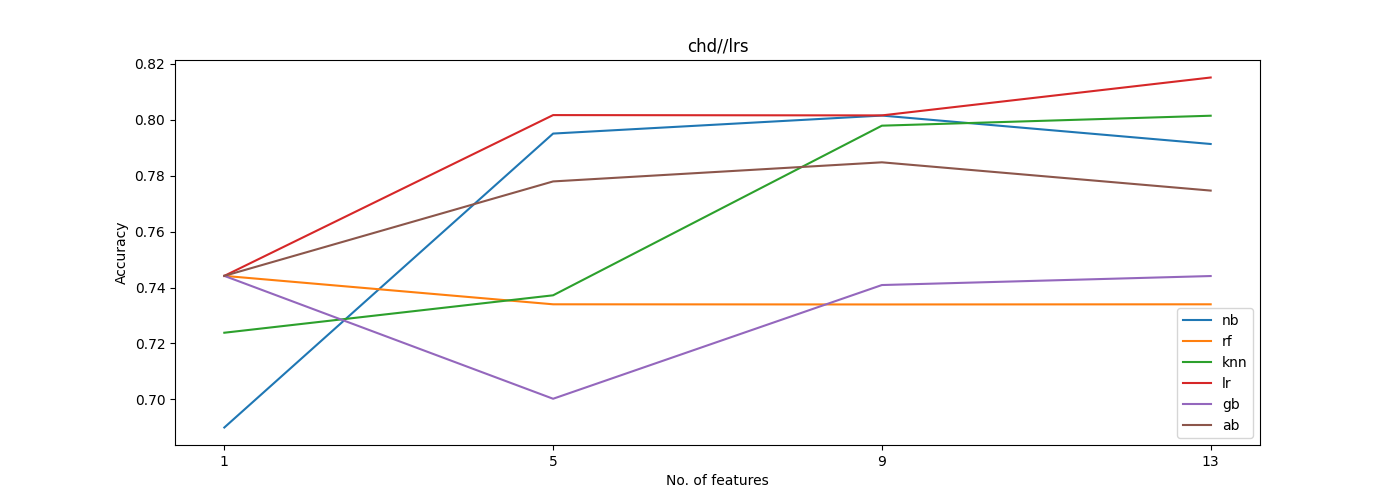 chd//lrs
0.82
0.80
0.78
0.76
0.74
0.72
0.70
Accuracy
1
5
9
13
No. of features
nb
rf
knn
lr
gb
ab